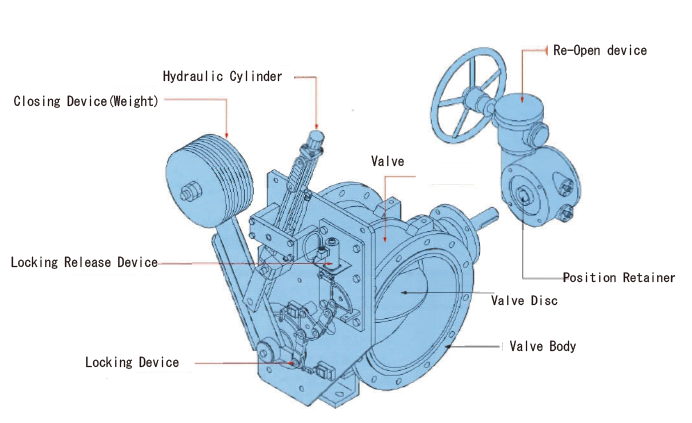 Re-Open device
Hydraulic Cylinder
Closing Device(Weight)
Valve
Locking Release Device
Position Retainer
Valve Disc
Valve Body
Locking Device